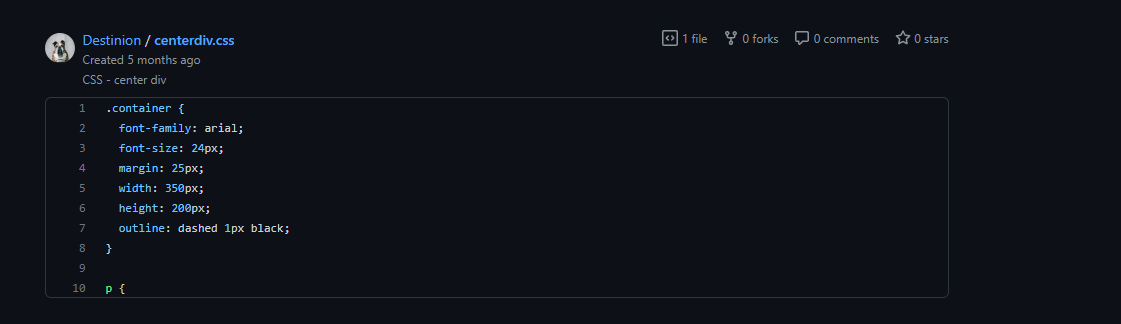 Destinion / centerdiv.css
1 file 0 forks 0 comments 0 stars
Created 5 months ago
CSS - center div
1 .container {
2 font-family: arial;
3 font-size: 24px;
4 margin: 25px;
5 width: 350px;
6 height: 200px;
7 outline: dashed 1px black;
8 }
9
10 p {